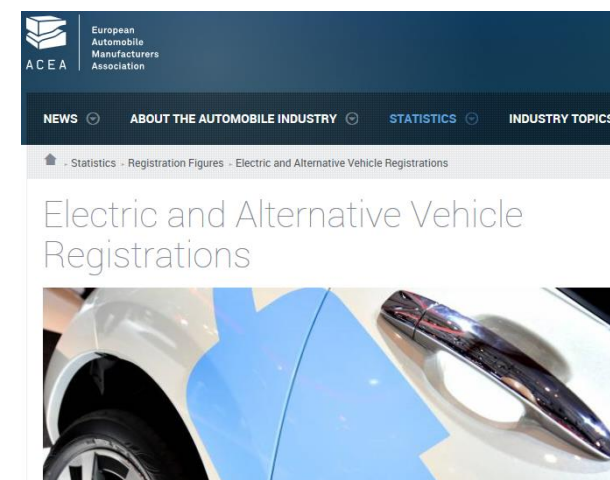 European
Automobile
Manufacturers
Association
ACEA
NEWS ABOUT THE AUTOMOBILE INDUSTRY STATISTICS INDUSTRY TOPICS
- Statistics - Registration Figures - Electric and Alternative Vehicle Registrations
Electric and Alternative Vehicle
Registrations